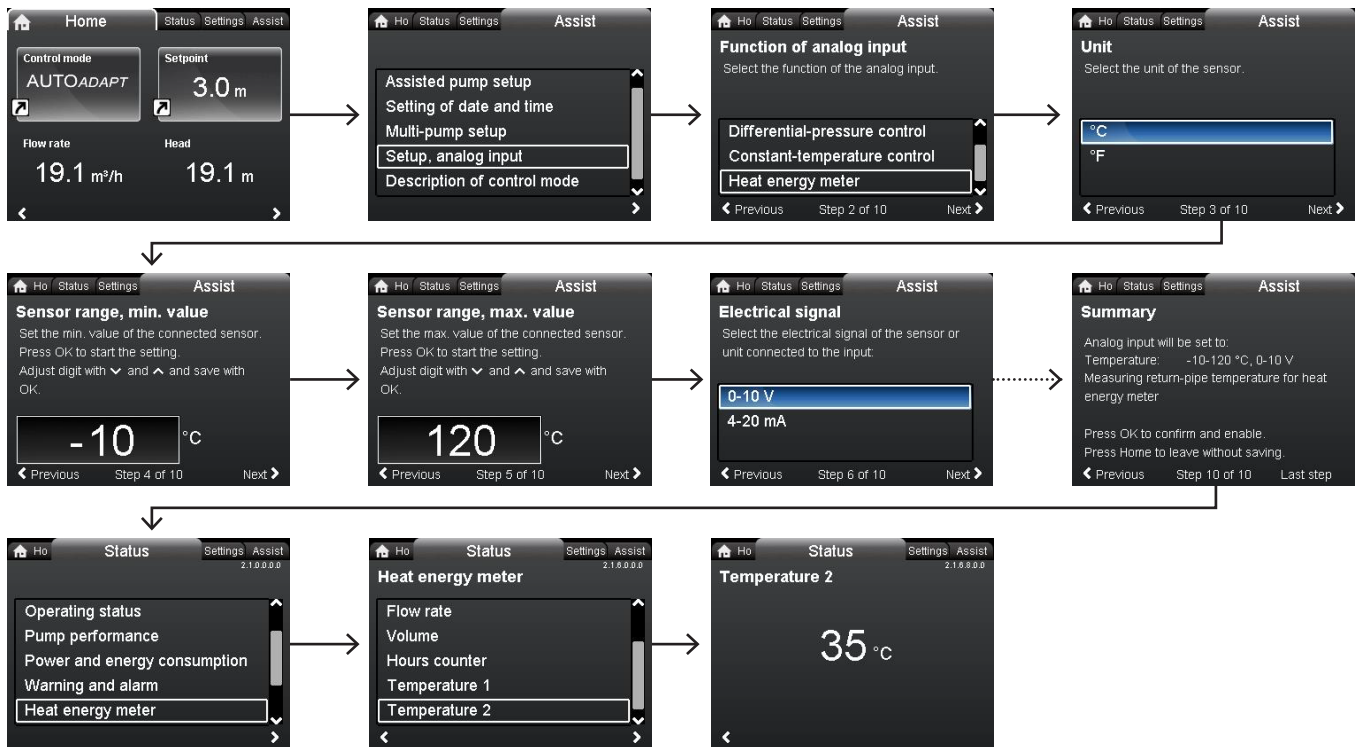 Home Status Settings Assist
Control mode
AUTOADAPT
Setpoint
3.0 m
Flow rate
19.1 m³/h
Head
19.1 m
Ho Status Settings Assist
Assisted pump setup
Setting of date and time
Multi-pump setup
Setup, analog input
Description of control mode
Ho Status Settings Assist
Function of analog input
Select the function of the analog input.
Differential-pressure control
Constant-temperature control
Heat energy meter
Previous Step 2 of 10 Next
Ho Status Settings Assist
Unit
Select the unit of the sensor.
°C
°F
Previous Step 3 of 10 Next
Ho Status Settings Assist
Sensor range, min. value
Set the min. value of the connected sensor.
Press OK to start the setting.
Adjust digit with and and save with
OK.
-10 °C
Previous Step 4 of 10 Next
Ho Status Settings Assist
Sensor range, max. value
Set the max. value of the connected sensor.
Press OK to start the setting.
Adjust digit with and and save with
OK.
120 °C
Previous Step 5 of 10 Next
Ho Status Settings Assist
Electrical signal
Select the electrical signal of the sensor or
unit connected to the input:
0-10 V
4-20 mA
Previous Step 6 of 10 Next
Ho Status Settings Assist
Summary
Analog input will be set to:
Temperature: -10-120 °C, 0-10 V
Measuring return-pipe temperature for heat
energy meter
Press OK to confirm and enable.
Press Home to leave without saving.
Previous Step 10 of 10 Last step
Ho Status Settings Assist
2.1.0.0.0.0
Operating status
Pump performance
Power and energy consumption
Warning and alarm
Heat energy meter
Ho Status Settings Assist
2.1.6.0.0.0
Heat energy meter
Flow rate
Volume
Hours counter
Temperature 1
Temperature 2
Ho Status Settings Assist
2.1.6.8.0.0
Temperature 2
35 °C